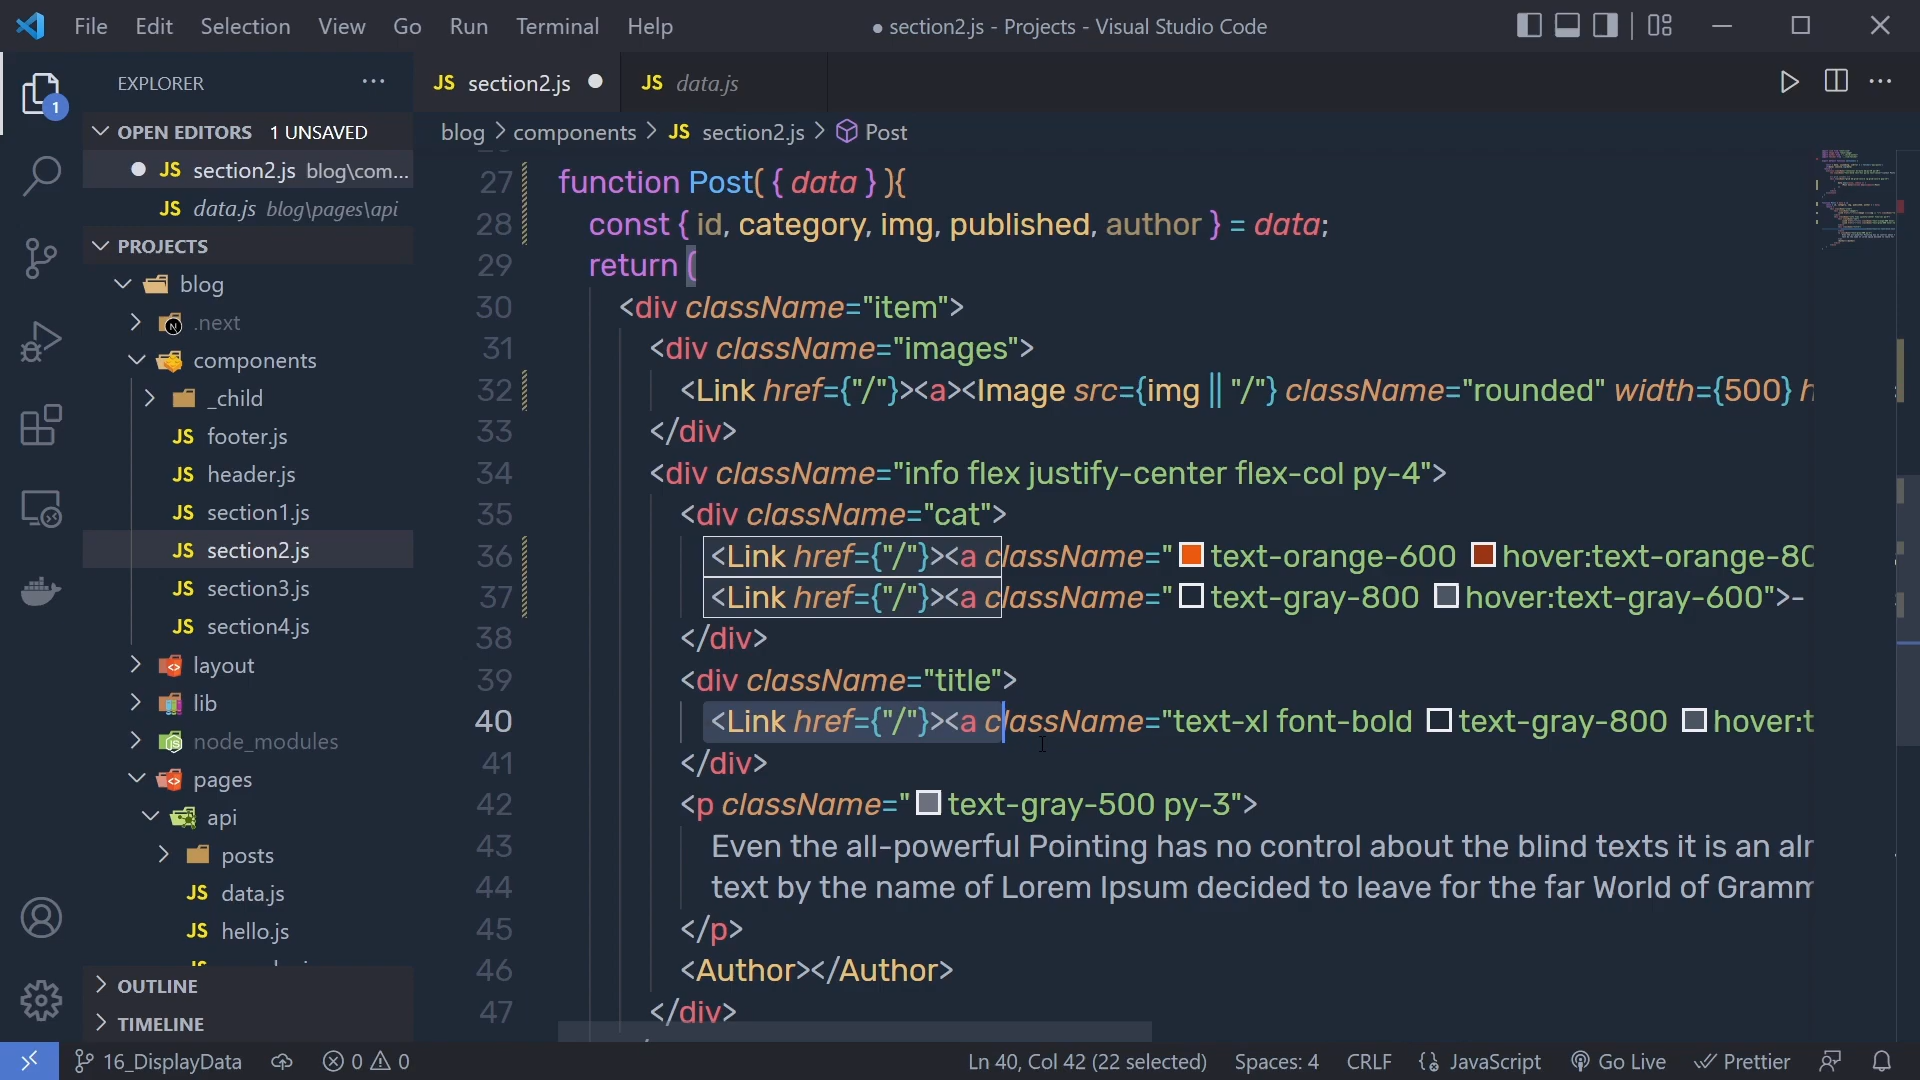 File Edit Selection View Go Run Terminal Help
● section2.js - Projects - Visual Studio Code
EXPLORER ...
JS section2.js ●
JS data.js
1
OPEN EDITORS 1 UNSAVED
● JS section2.js blog\com...
JS data.js blog\pages\api
PROJECTS
blog
.next
components
_child
JS footer.js
JS header.js
JS section1.js
JS section2.js
JS section3.js
JS section4.js
layout
lib
node_modules
pages
api
posts
JS data.js
JS hello.js
OUTLINE
TIMELINE
blog > components > JS section2.js > Post
27 function Post( { data } ){
28 const { id, category, img, published, author } = data;
29 return (
30 <div className="item">
31 <div className="images">
32 <Link href={"/"}><a><Image src={img || "/"} className="rounded" width={500} h
33 </div>
34 <div className="info flex justify-center flex-col py-4">
35 <div className="cat">
36 <Link href={"/"}><a className="text-orange-600 hover:text-orange-80
37 <Link href={"/"}><a className="text-gray-800 hover:text-gray-600">-
38 </div>
39 <div className="title">
40 <Link href={"/"}><a className="text-xl font-bold text-gray-800 hover:t
41 </div>
42 <p className="text-gray-500 py-3">
43 Even the all-powerful Pointing has no control about the blind texts it is an alr
44 text by the name of Lorem Ipsum decided to leave for the far World of Gramm
45 </p>
46 <Author></Author>
47 </div>
16_DisplayData 0 0 Ln 40, Col 42 (22 selected) Spaces: 4 CRLF JavaScript Go Live Prettier